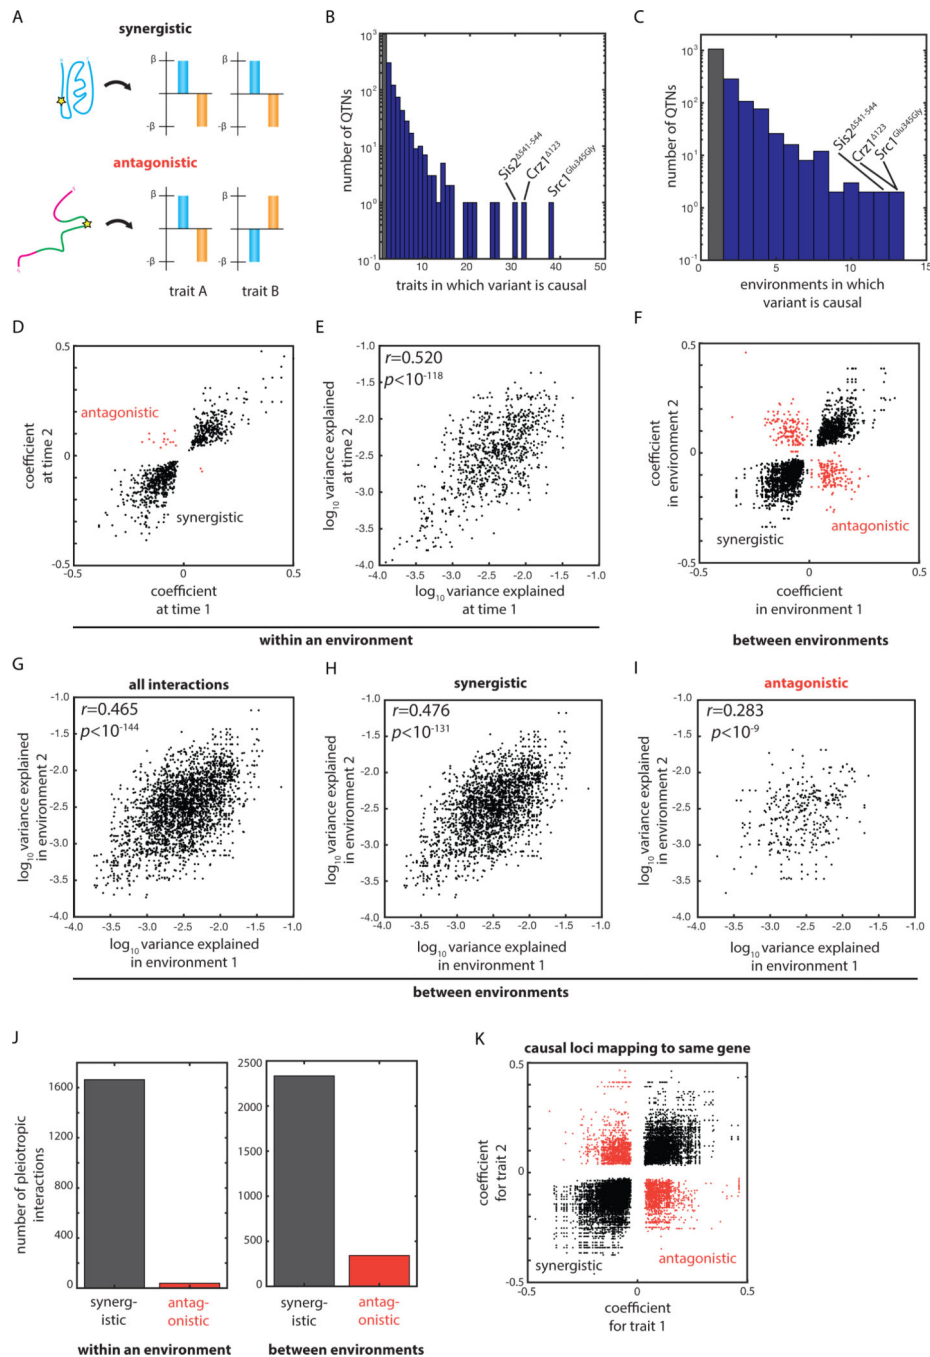 A
synergistic
β
-β
β
-β
antagonistic
β
-β
β
-β
trait A
trait B
B
number of QTNs
10³
10²
10¹
10⁰
10⁻¹
Sis2^Δ541-544
Crz1^Δ123
Src1^Glu345Gly
0
10
20
30
40
50
traits in which variant is causal
C
number of QTNs
10³
10²
10¹
10⁰
10⁻¹
Sis2^Δ541-544
Crz1^Δ123
Src1^Glu345Gly
5
10
15
environments in which
variant is causal
D
coefficient
at time 2
0.5
0
-0.5
antagonistic
synergistic
-0.5
0
0.5
coefficient
at time 1
E
log₁₀ variance explained
at time 2
r=0.520
p<10⁻¹¹⁸
-1.0
-1.5
-2.0
-2.5
-3.0
-3.5
-4.0
-4.0
-3.5
-3.0
-2.5
-2.0
-1.5
-1.0
log₁₀ variance explained
at time 1
within an environment
F
coefficient
in environment 2
0.5
0
-0.5
synergistic
antagonistic
-0.5
0
0.5
coefficient
in environment 1
between environments
G
all interactions
r=0.465
p<10⁻¹⁴⁴
log₁₀ variance explained
in environment 2
-1.0
-1.5
-2.0
-2.5
-3.0
-3.5
-4.0
-4.0
-3.5
-3.0
-2.5
-2.0
-1.5
-1.0
log₁₀ variance explained
in environment 1
H
synergistic
r=0.476
p<10⁻¹³¹
log₁₀ variance explained
in environment 2
-1.0
-1.5
-2.0
-2.5
-3.0
-3.5
-4.0
-4.0
-3.5
-3.0
-2.5
-2.0
-1.5
-1.0
log₁₀ variance explained
in environment 1
I
antagonistic
r=0.283
p<10⁻⁹
log₁₀ variance explained
in environment 2
-1.0
-1.5
-2.0
-2.5
-3.0
-3.5
-4.0
-4.0
-3.5
-3.0
-2.5
-2.0
-1.5
-1.0
log₁₀ variance explained
in environment 1
between environments
J
number of pleiotropic
interactions
1600
1200
800
400
0
synerg-
istic
antag-
onistic
within an environment
2500
2000
1500
1000
500
0
synerg-
istic
antag-
onistic
between environments
K
causal loci mapping to same gene
coefficient
for trait 2
0.5
0
-0.5
synergistic
antagonistic
-0.5
0
0.5
coefficient
for trait 1